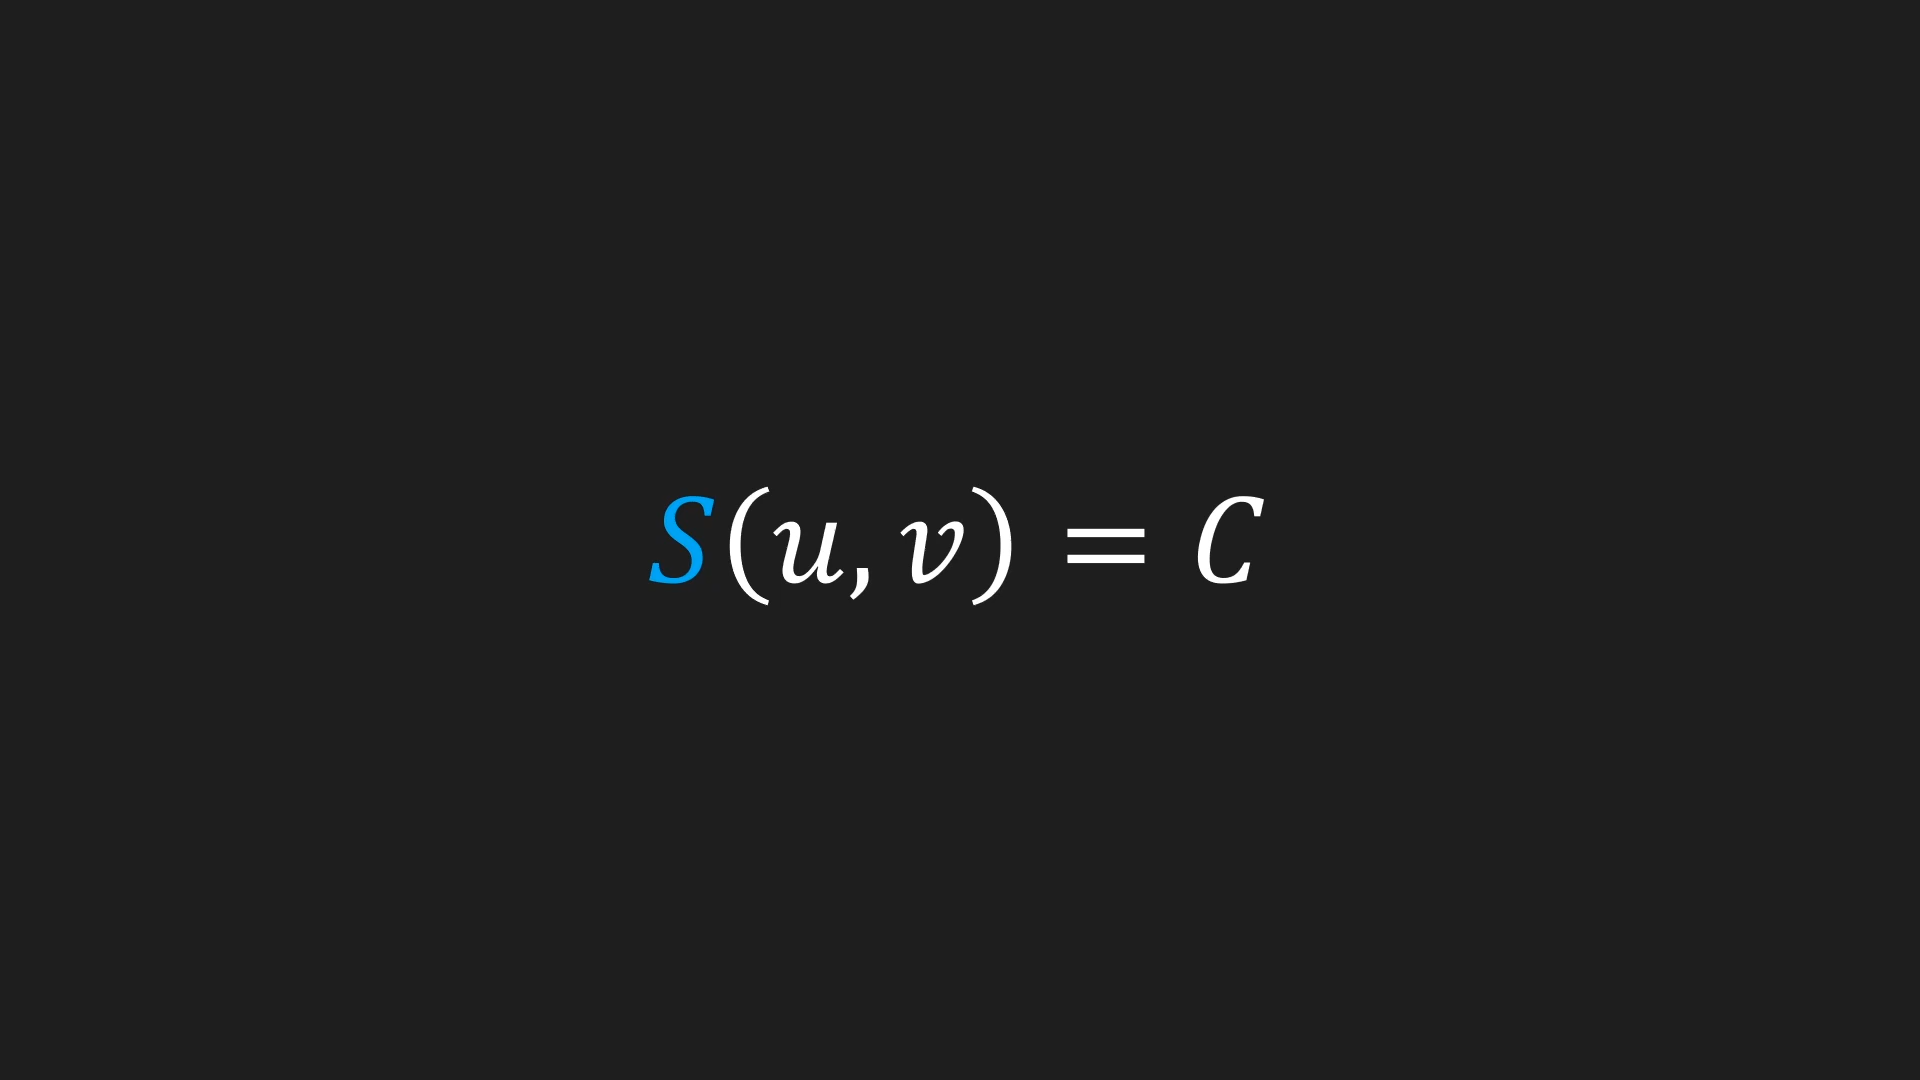 S(u, v) = C